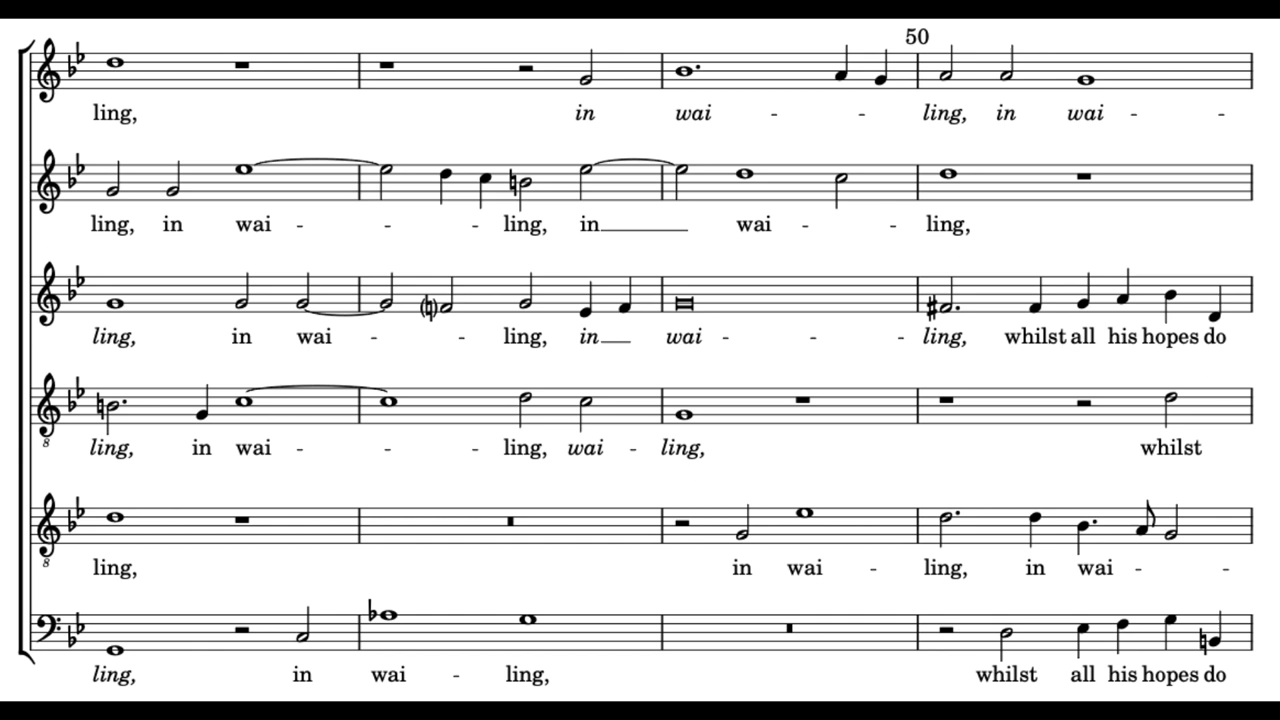 50
ling, in wai - - ling, in wai - -
ling, in wai - - - ling, in wai - - ling,
ling, in wai - - ling, in wai - - - ling, whilst all his hopes do
8
ling, in wai - - - ling, wai - ling, whilst
8
ling, in wai - ling, in wai - -
ling, in wai - ling, whilst all his hopes do